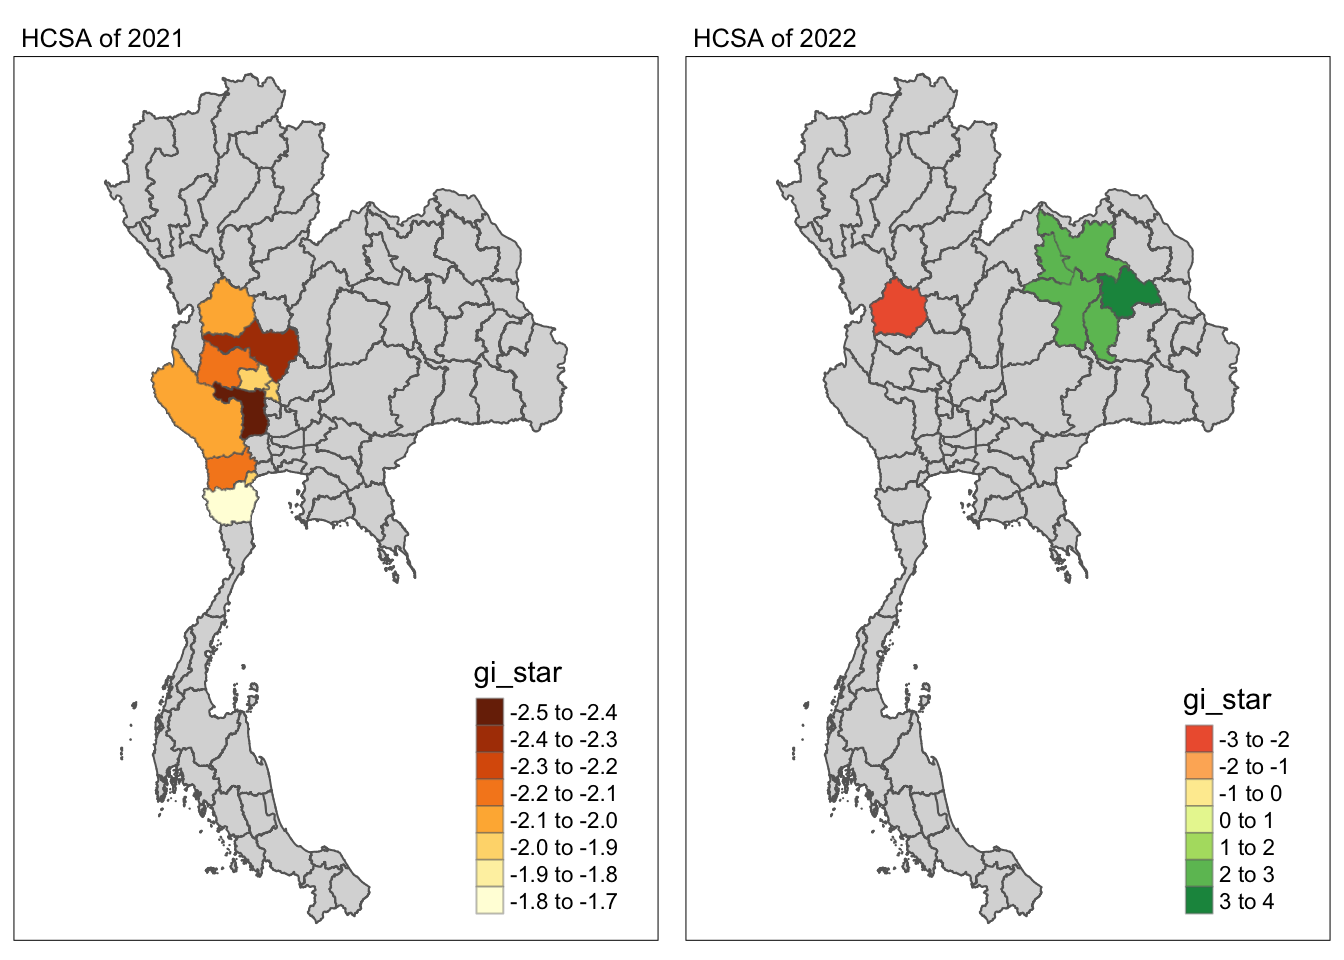 HCSA of 2021
gi_star
-2.5 to -2.4
-2.4 to -2.3
-2.3 to -2.2
-2.2 to -2.1
-2.1 to -2.0
-2.0 to -1.9
-1.9 to -1.8
-1.8 to -1.7
HCSA of 2022
gi_star
-3 to -2
-2 to -1
-1 to 0
0 to 1
1 to 2
2 to 3
3 to 4